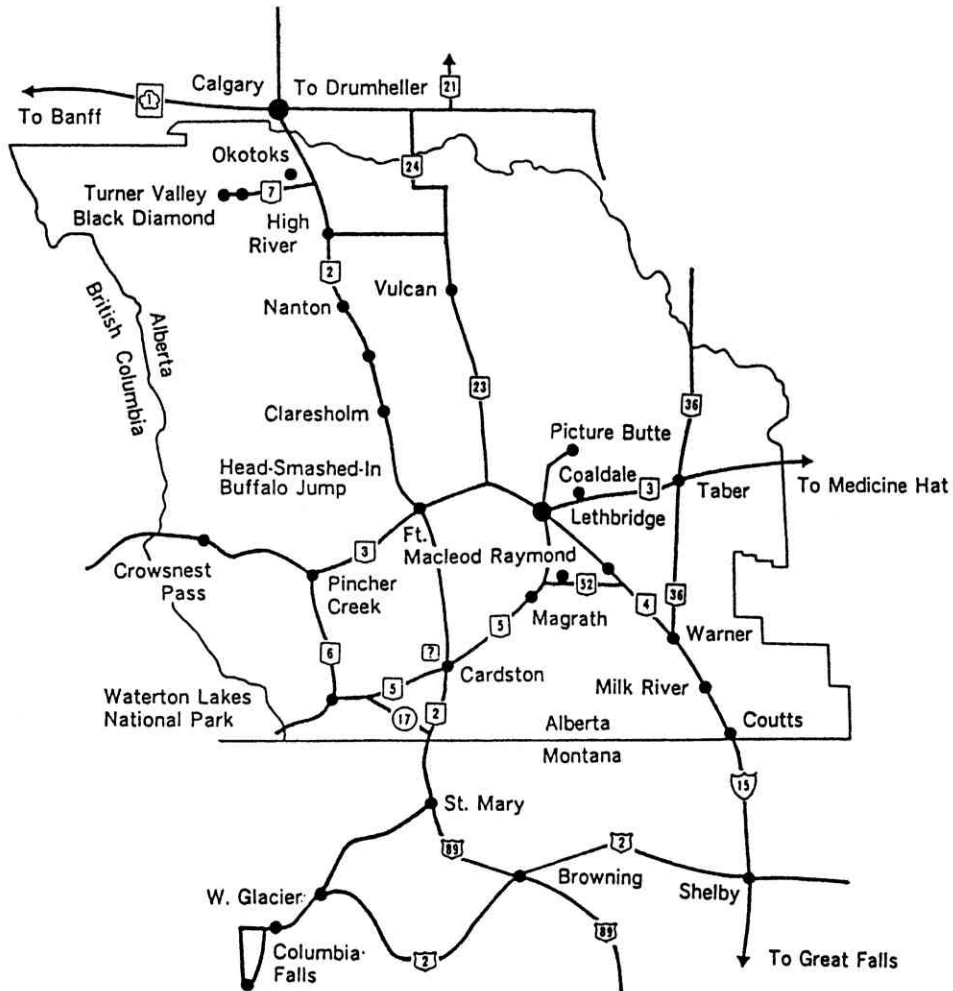 Calgary
To Drumheller
21
1
To Banff
Okotoks
24
Turner Valley
7
Black Diamond
High
River
2
Vulcan
Nanton
Alberta
British Columbia
23
36
Claresholm
Picture Butte
Head-Smashed-In
Buffalo Jump
Coaldale
3
Taber
To Medicine Hat
Lethbridge
Ft.
Macleod
Raymond
3
Crowsnest
Pass
Pincher
Creek
52
4
36
Magrath
5
Warner
6
?
Cardston
Waterton Lakes
National Park
5
17
2
Milk River
Coutts
Alberta
Montana
15
St. Mary
89
2
Browning
Shelby
W. Glacier
89
Columbia
Falls
2
To Great Falls